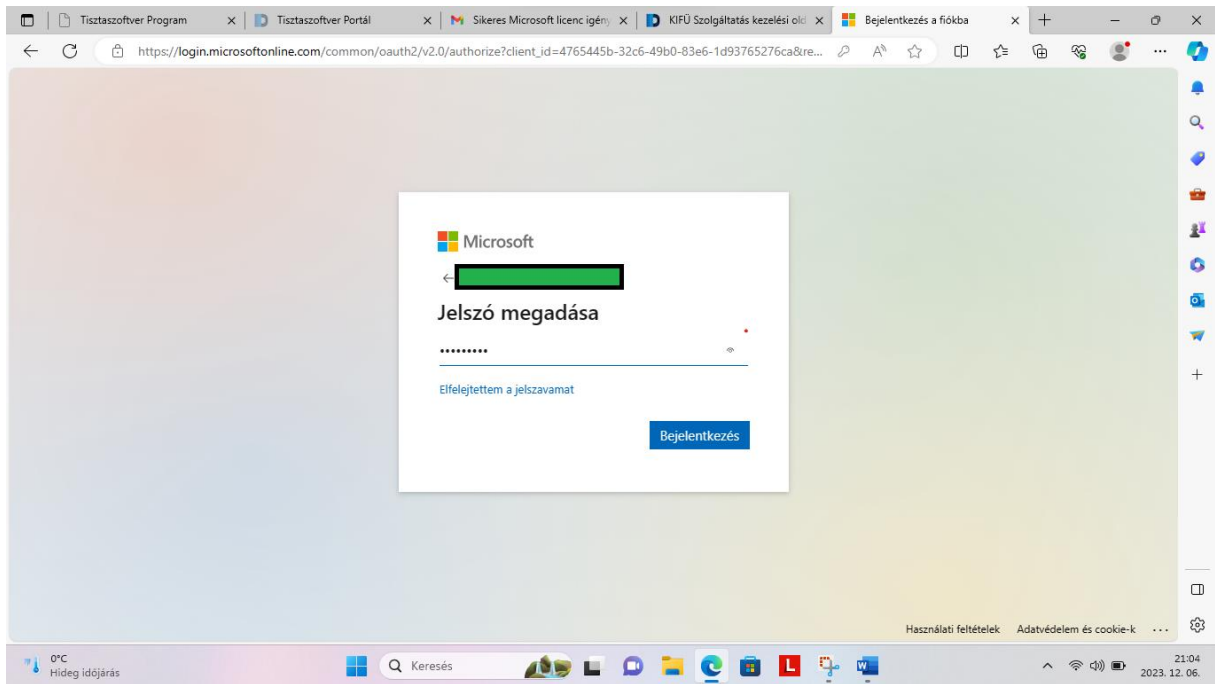 Tisztaszoftver Program
Tisztaszoftver Portál
Sikeres Microsoft licenc igény
KIFÜ Szolgáltatás kezelési old
Bejelentkezés a fiókba
https://login.microsoftonline.com/common/oauth2/v2.0/authorize?client_id=4765445b-32c6-49b0-83e6-1d93765276ca&re...
Microsoft
Jelszó megadása
•••••••••
Elfelejtettem a jelszavamat
Bejelentkezés
Használati feltételek Adatvédelem és cookie-k ...
0°C
Hideg időjárás
Keresés
21:04
2023. 12. 06.